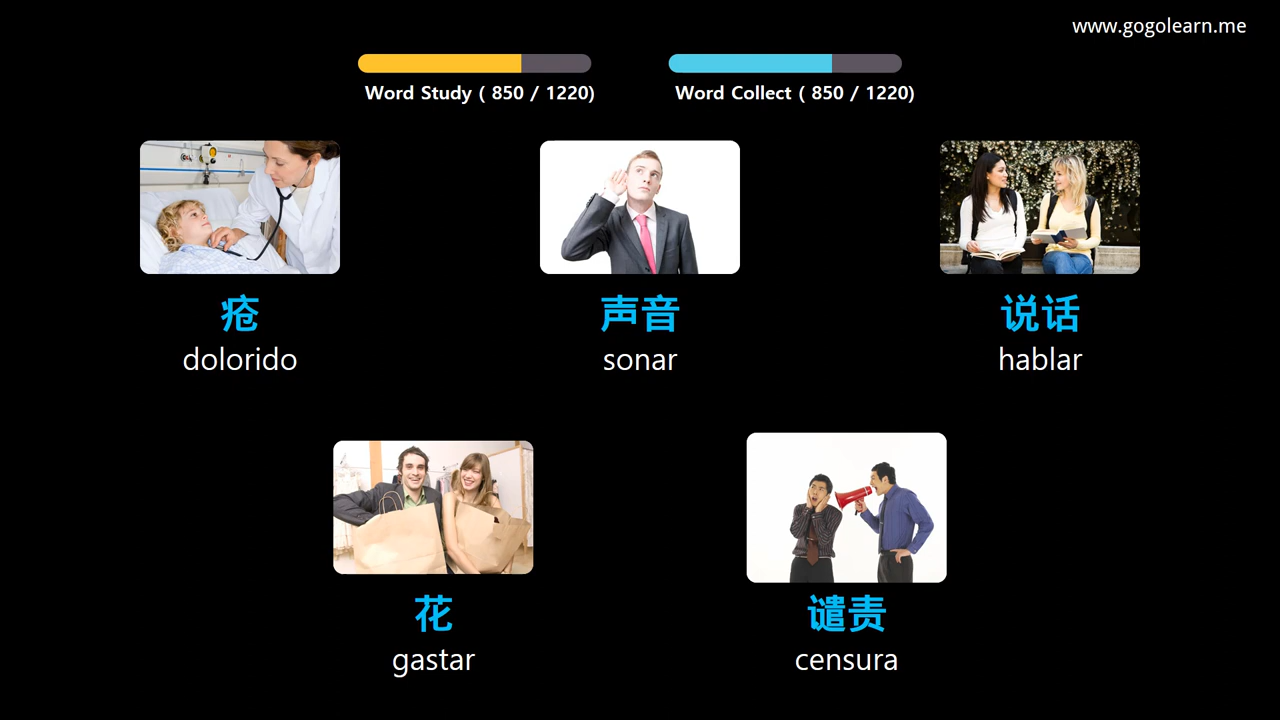 www.gogolearn.me
Word Study ( 850 / 1220)
Word Collect ( 850 / 1220)
疮
dolorido
声音
sonar
说话
hablar
花
gastar
谴责
censura